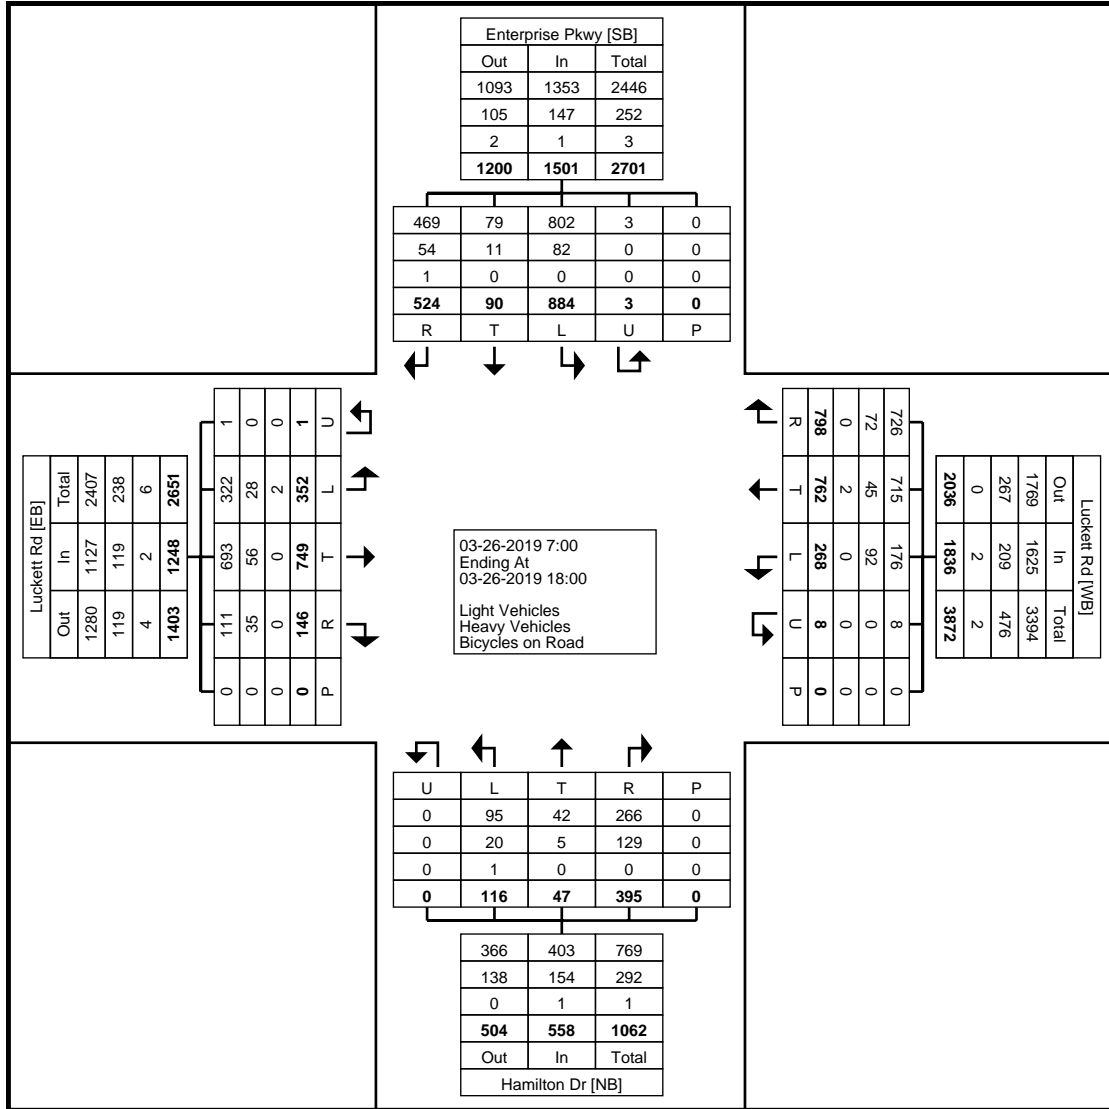 Enterprise Pkwy [SB]
Out In Total
1093 1353 2446
105 147 252
2 1 3
1200 1501 2701
469 79 802 3 0
54 11 82 0 0
1 0 0 0 0
524 90 884 3 0
R T L U P
Luckett Rd [EB]
Total 2407 238 6 2651
In 1127 119 2 1248
Out 1280 119 4 1403
1 0 0 1 U
322 28 2 352 L
693 56 0 749 T
111 35 0 146 R
0 0 0 0 P
03-26-2019 7:00
Ending At
03-26-2019 18:00
Light Vehicles
Heavy Vehicles
Bicycles on Road
R 798 0 72 726
T 762 2 45 715
L 268 0 92 176
U 8 0 0 8
P 0 0 0 0
Luckett Rd [WB]
Out 1769 267 0 2036
In 1625 209 2 1836
Total 3394 476 2 3872
U L T R P
0 95 42 266 0
0 20 5 129 0
0 1 0 0 0
0 116 47 395 0
366 403 769
138 154 292
0 1 1
504 558 1062
Out In Total
Hamilton Dr [NB]